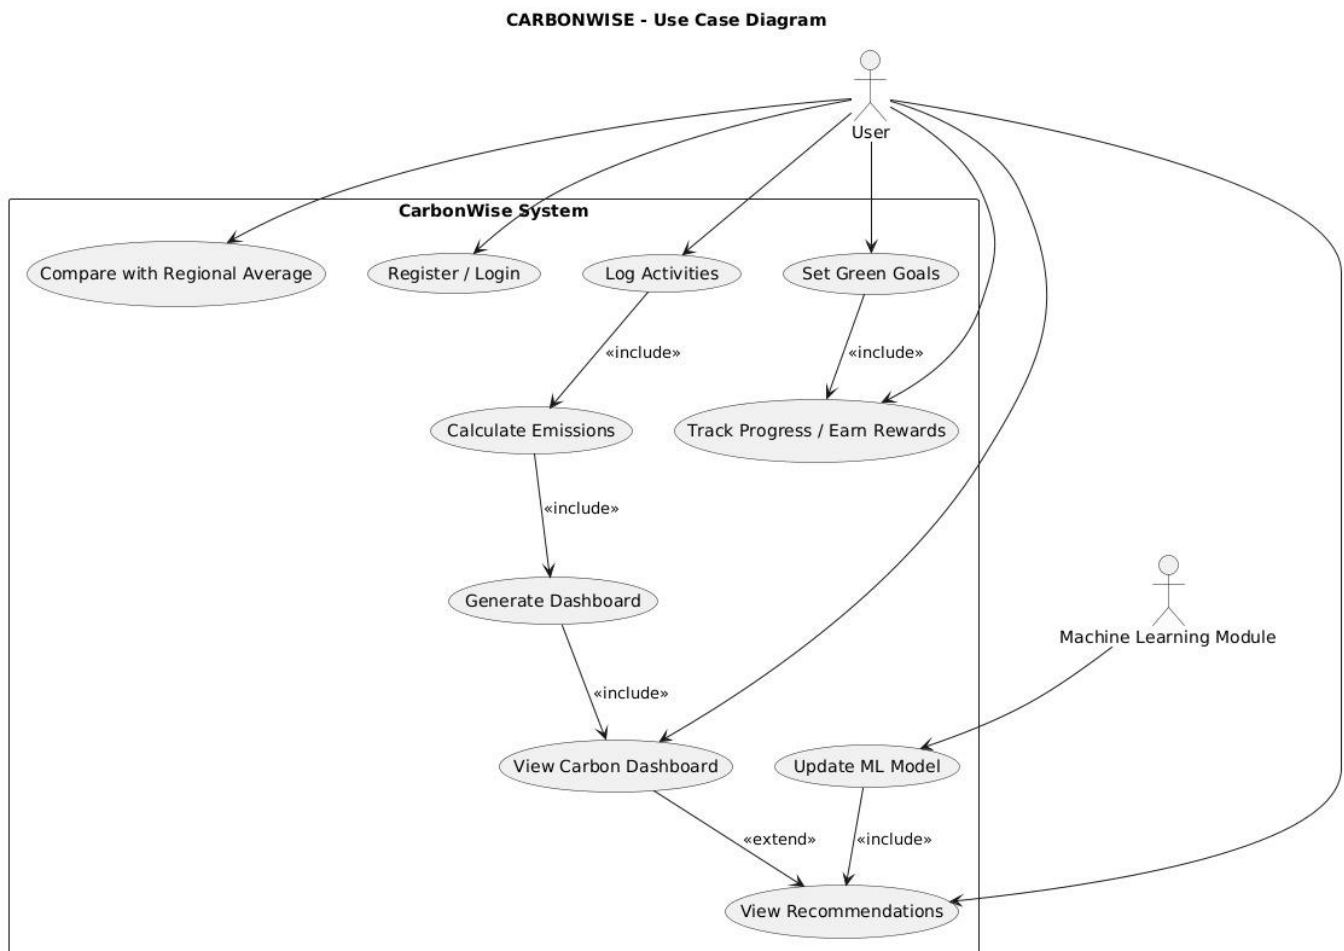 CARBONWISE - Use Case Diagram
User
CarbonWise System
Compare with Regional Average
Register / Login
Log Activities
Set Green Goals
«include»
«include»
Calculate Emissions
Track Progress / Earn Rewards
«include»
Generate Dashboard
Machine Learning Module
«include»
View Carbon Dashboard
Update ML Model
«extend»
«include»
View Recommendations